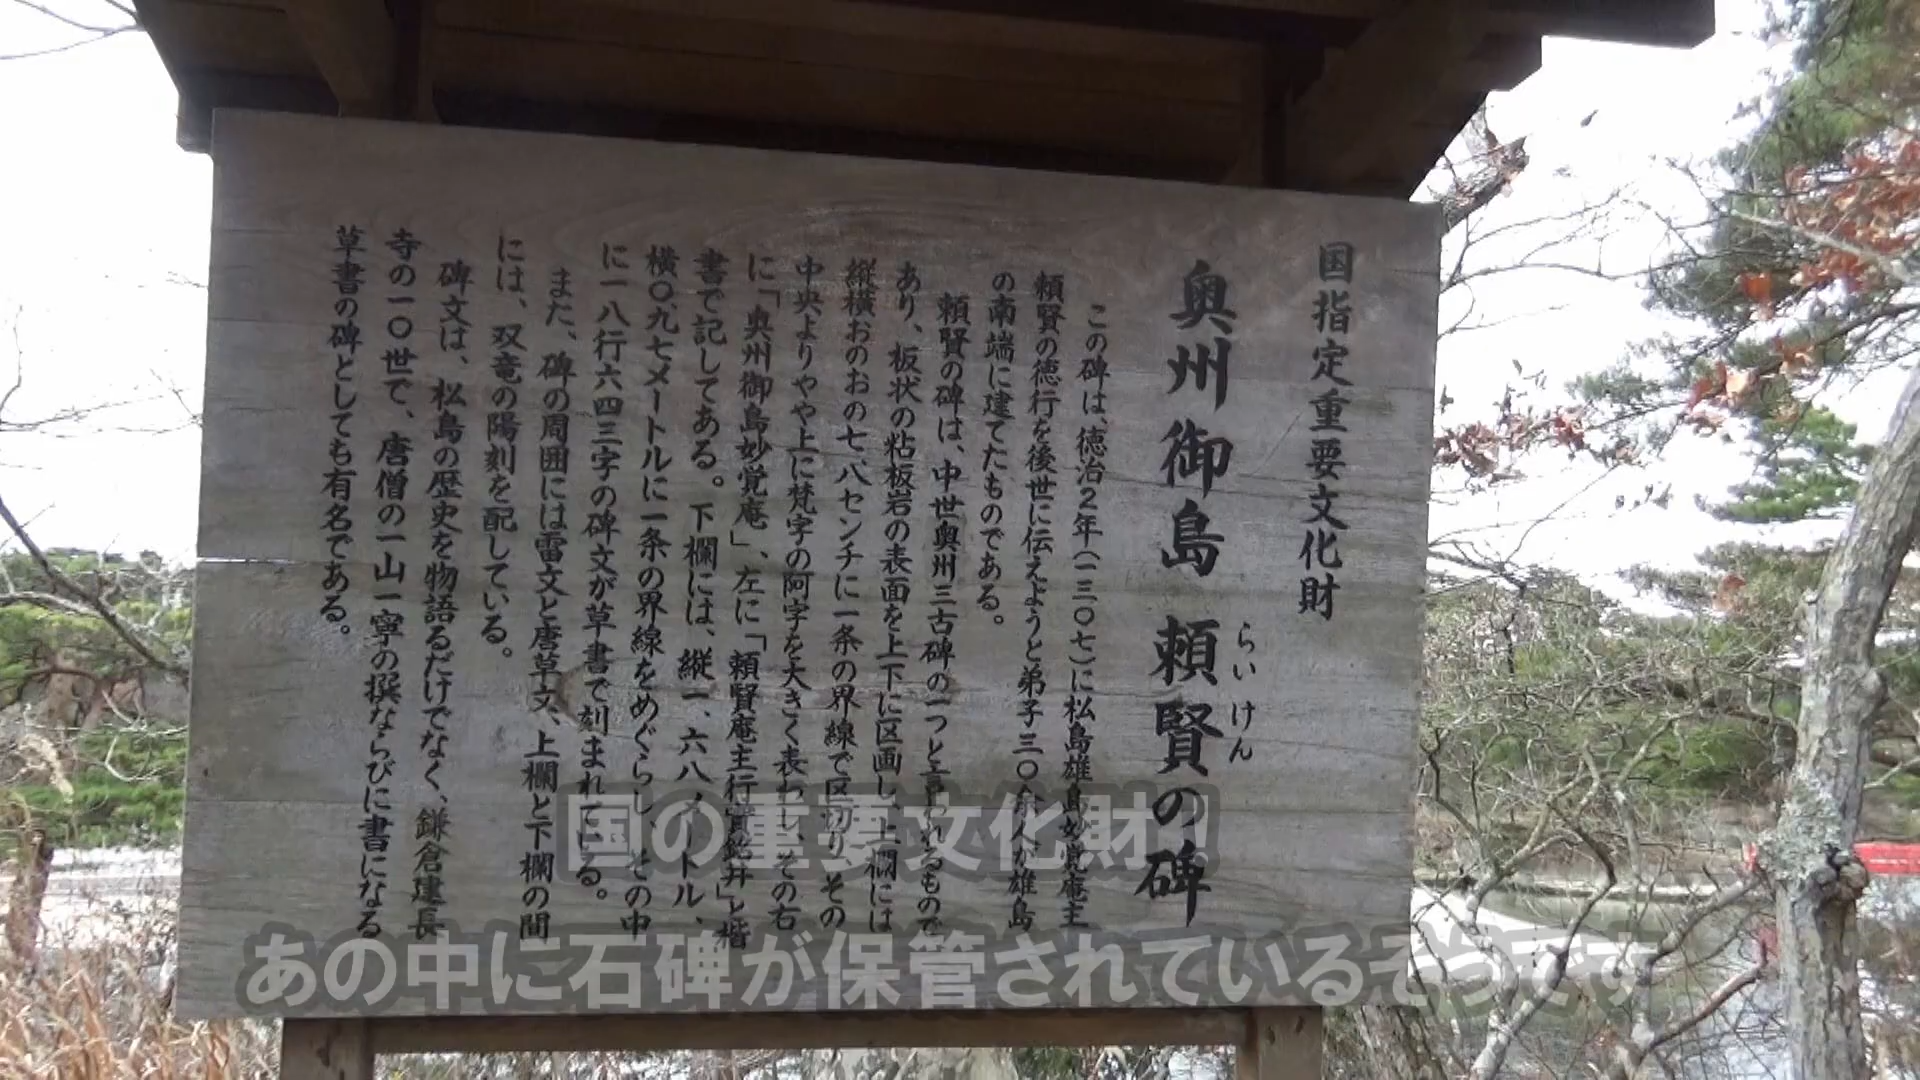 国指定重要文化財
奥州御島 頼賢の碑
らいけん
この碑は、徳治2年(一三〇七)に松島雄島妙覚庵主
頼賢の徳行を後世に伝えようと弟子三〇余人が雄島
の南端に建てたものである。
頼賢の碑は、中世奥州三古碑の一つと言われるもので
あり、板状の粘板岩の表面を上下に区画し、上欄には
縦横おのおの七、八センチに一条の界線で区切り、その
中央よりやや上に梵字の阿字を大きく表わし、その右
に「奥州御島妙覚庵」、左に「頼賢庵主行實銘并」と楷
書で記してある。下欄には、縦一、六八メートル、
横〇、九七メートルに一条の界線をめぐらし、その中
に一八行六四三字の碑文が草書で刻まれている。
また、碑の周囲には雷文と唐草文、上欄と下欄の間
には、双竜の陽刻を配している。
碑文は、松島の歴史を物語るだけでなく、鎌倉建長
寺の一〇世で、唐僧の一山一寧の撰ならびに書になる
草書の碑としても有名である。
国の重要文化財!
あの中に石碑が保管されているそうです